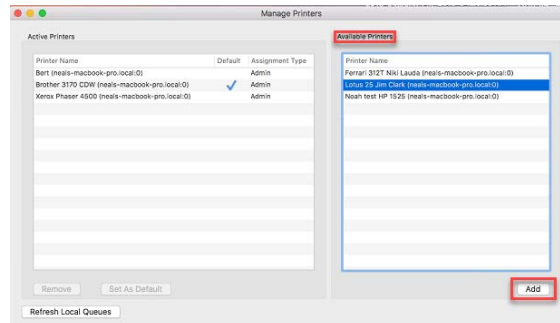 Manage Printers
Active Printers
Printer Name Default Assignment Type
Bert (neals-macbook-pro.local:0) Admin
Brother 3170 CDW (neals-macbook-pro.local:0) Admin
Xerox Phaser 4500 (neals-macbook-pro.local:0) Admin
Remove Set As Default
Refresh Local Queues
Available Printers
Printer Name
Ferrari 312T Niki Lauda (neals-macbook-pro.local:0)
Lotus 25 Jim Clark (neals-macbook-pro.local:0)
Noah test HP 1525 (neals-macbook-pro.local:0)
Add